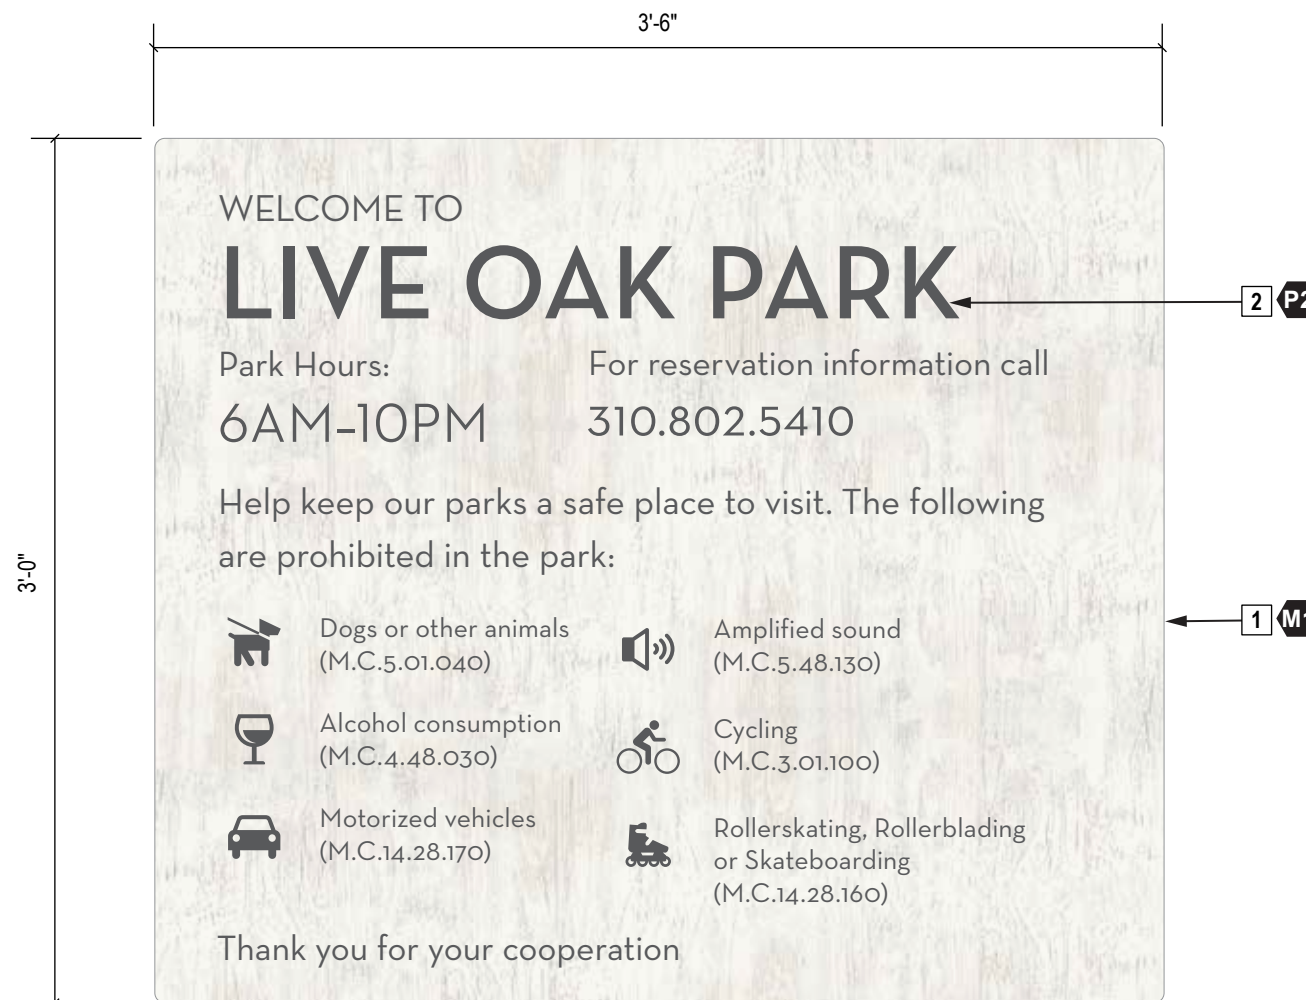 3'-6"
WELCOME TO
LIVE OAK PARK
2 P2
Park Hours:
For reservation information call
6AM-10PM
310.802.5410
Help keep our parks a safe place to visit. The following
are prohibited in the park:
3'-0"
Dogs or other animals
(M.C.5.01.040)
Amplified sound
(M.C.5.48.130)
1 M1
Alcohol consumption
(M.C.4.48.030)
Cycling
(M.C.3.01.100)
Motorized vehicles
(M.C.14.28.170)
Rollerskating, Rollerblading
or Skateboarding
(M.C.14.28.160)
Thank you for your cooperation